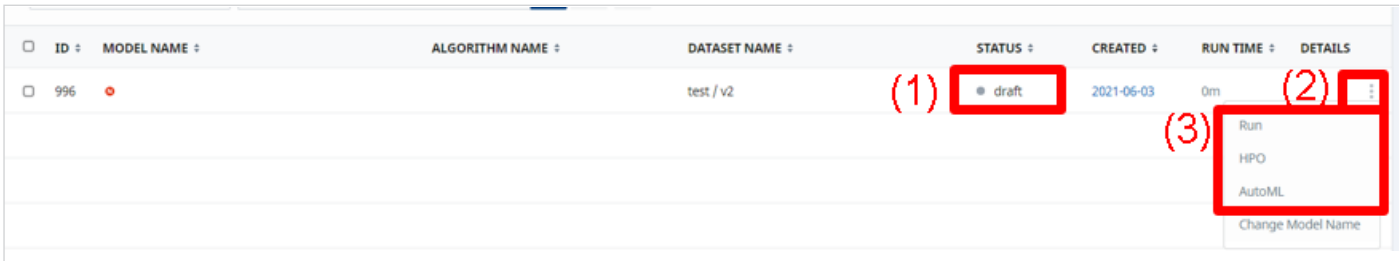 ID MODEL NAME ALGORITHM NAME DATASET NAME STATUS CREATED RUN TIME DETAILS
996 test / v2 (1) draft 2021-06-03 0m (2)
(3) Run
HPO
AutoML
Change Model Name